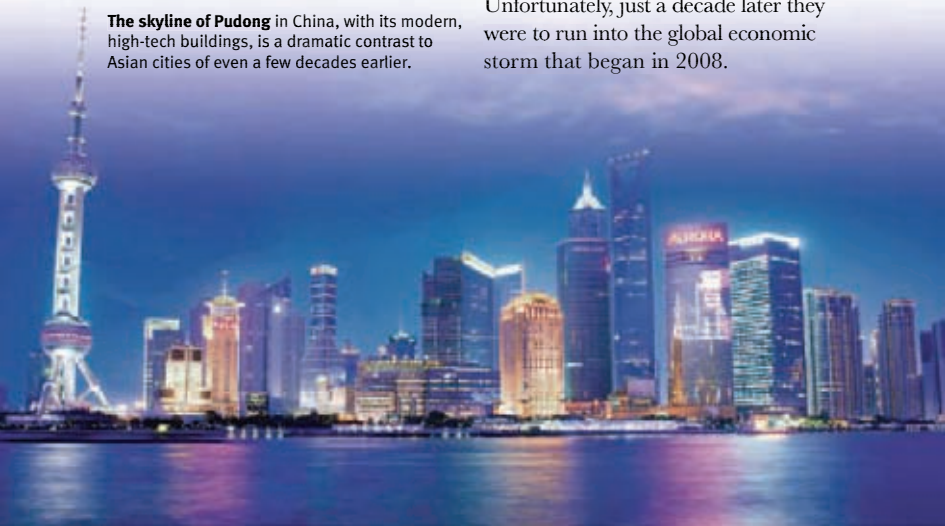 The skyline of Pudong in China, with its modern,
high-tech buildings, is a dramatic contrast to
Asian cities of even a few decades earlier.
Unfortunately, just a decade later they
were to run into the global economic
storm that began in 2008.